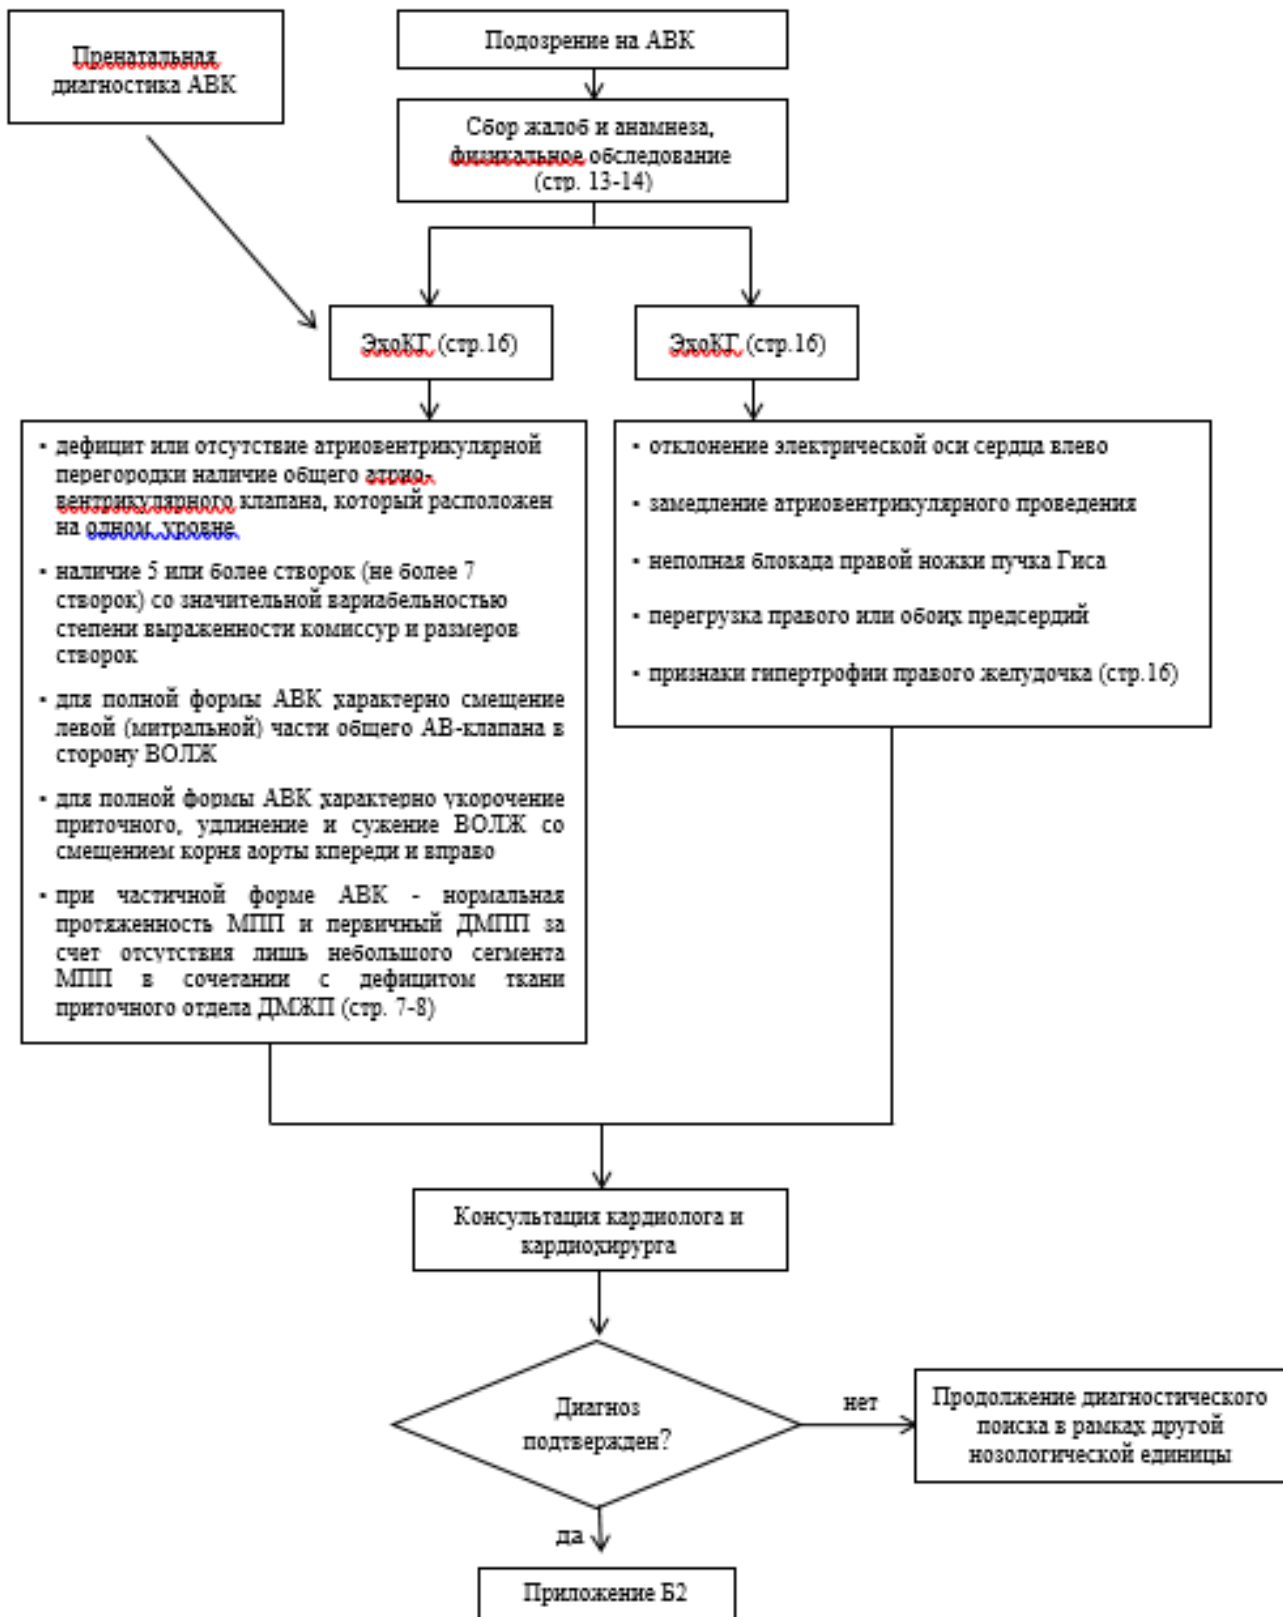 Пренатальная
диагностика АВК
Подозрение на АВК
Сбор жалоб и анамнеза,
физикальное обследование
(стр. 13-14)
ЭхоКГ (стр.16)
ЭхоКГ (стр.16)
▪ дефицит или отсутствие атриовентрикулярной
перегородки наличие общего атрио-
вентрикулярного клапана, который расположен
на одном уровне
▪ наличие 5 или более створок (не более 7
створок) со значительной вариабельностью
степени выраженности комиссур и размеров
створок
▪ для полной формы АВК характерно смещение
левой (митральной) части общего АВ-клапана в
сторону ВОЛЖ
▪ для полной формы АВК характерно укорочение
приточного, удлинение и сужение ВОЛЖ со
смещением корня аорты кпереди и вправо
▪ при частичной форме АВК - нормальная
протяженность МПП и первичный ДМПП за
счет отсутствия лишь небольшого сегмента
МПП в сочетании с дефицитом ткани
приточного отдела ДМЖП (стр. 7-8)
▪ отклонение электрической оси сердца влево
▪ замедление атриовентрикулярного проведения
▪ неполная блокада правой ножки пучка Гиса
▪ перегрузка правого или обоих предсердий
▪ признаки гипертрофии правого желудочка (стр.16)
Консультация кардиолога и
кардиохирурга
Диагноз
подтвержден?
нет
Продолжение диагностического
поиска в рамках другой
нозологической единицы
да
Приложение Б2